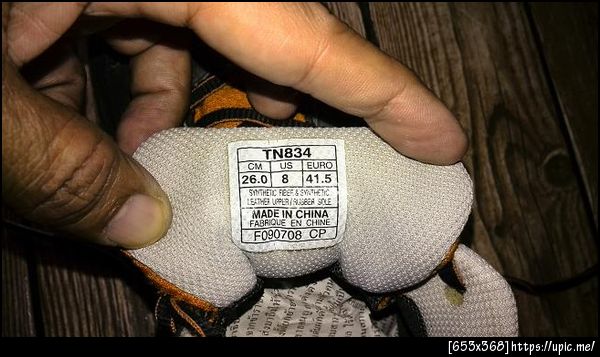 TN834
CM US EURO
26.0 8 41.5
SYNTHETIC FIBER & SYNTHETIC
LEATHER UPPER / RUBBER SOLE
MADE IN CHINA
FABRIQUE EN CHINE
F090708 CP
[653x368]https://upic.me/